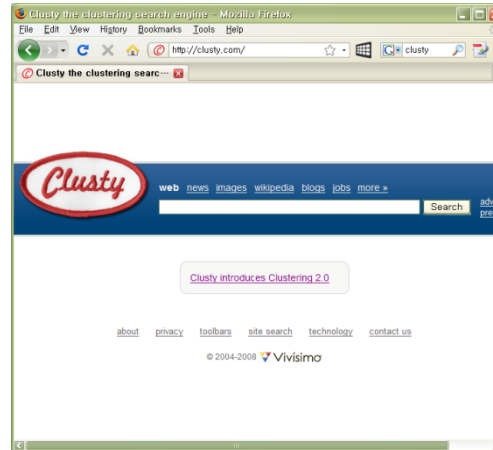 Clusty the clustering search engine - Mozilla Firefox
File Edit View History Bookmarks Tools Help
http://clusty.com/ clusty
Clusty the clustering searc...
Clusty
web news images wikipedia blogs jobs more »
Search
Clusty introduces Clustering 2.0
about privacy toolbars site search technology contact us
© 2004-2008 Vivísimo